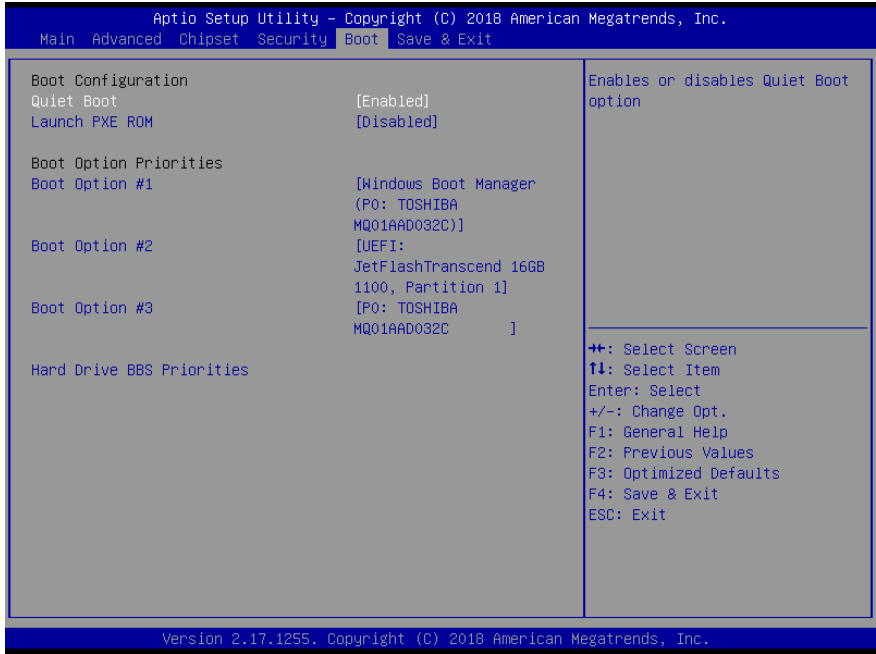 Aptio Setup Utility – Copyright (C) 2018 American Megatrends, Inc.
Main Advanced Chipset Security Boot Save & Exit
Boot Configuration
Quiet Boot [Enabled]
Launch PXE ROM [Disabled]
Boot Option Priorities
Boot Option #1 [Windows Boot Manager
(P0: TOSHIBA
MQ01AAD032C)]
Boot Option #2 [UEFI:
JetFlashTranscend 16GB
1100, Partition 1]
Boot Option #3 [P0: TOSHIBA
MQ01AAD032C ]
Hard Drive BBS Priorities
Enables or disables Quiet Boot
option
→←: Select Screen
↑↓: Select Item
Enter: Select
+/-: Change Opt.
F1: General Help
F2: Previous Values
F3: Optimized Defaults
F4: Save & Exit
ESC: Exit
Version 2.17.1255. Copyright (C) 2018 American Megatrends, Inc.